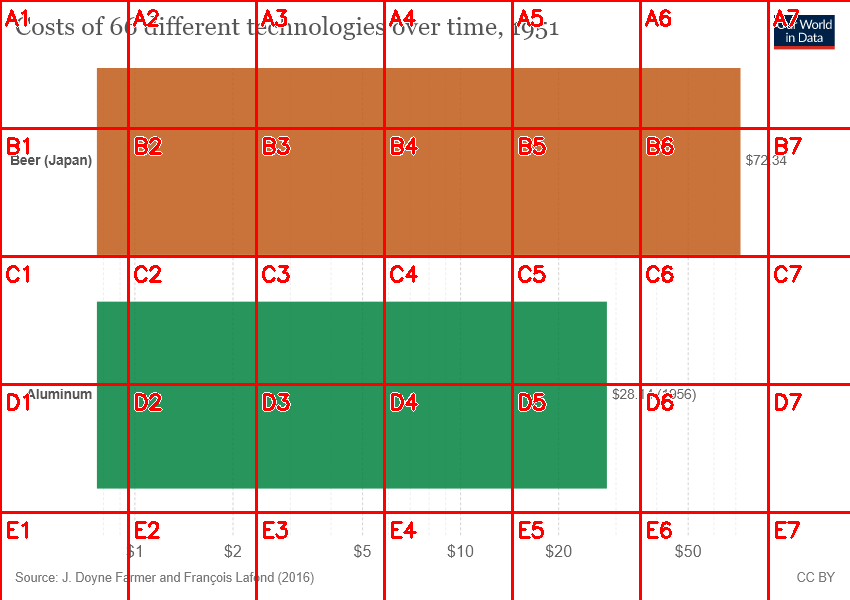 Costs of 66 different technologies over time, 1951
Our World
in Data
Beer (Japan)
$72.34
Aluminum
$28.14 (1956)
$1 $2 $5 $10 $20 $50
Source: J. Doyne Farmer and François Lafond (2016)
CC BY
A1 A2 A3 A4 A5 A6 A7
B1 B2 B3 B4 B5 B6 B7
C1 C2 C3 C4 C5 C6 C7
D1 D2 D3 D4 D5 D6 D7
E1 E2 E3 E4 E5 E6 E7